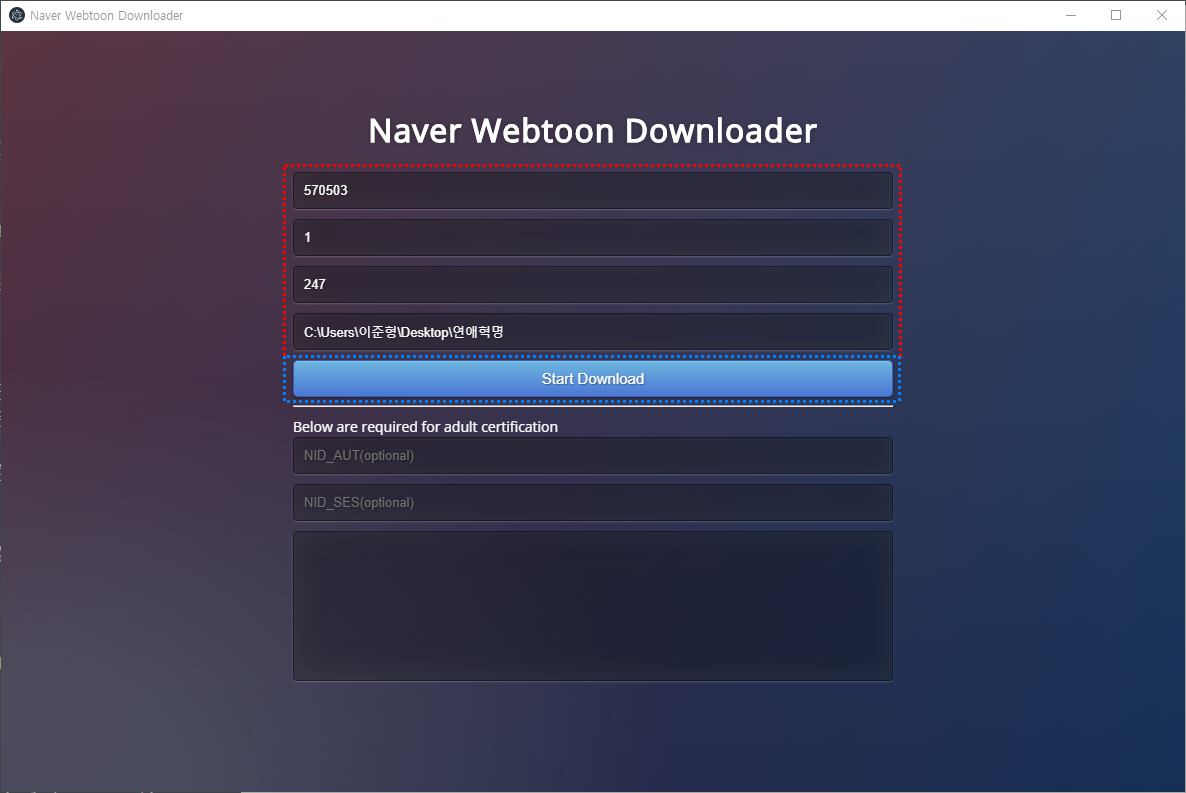 Naver Webtoon Downloader
Naver Webtoon Downloader
570503
1
247
C:\Users\이준형\Desktop\연애혁명
Start Download
Below are required for adult certification
NID_AUT(optional)
NID_SES(optional)